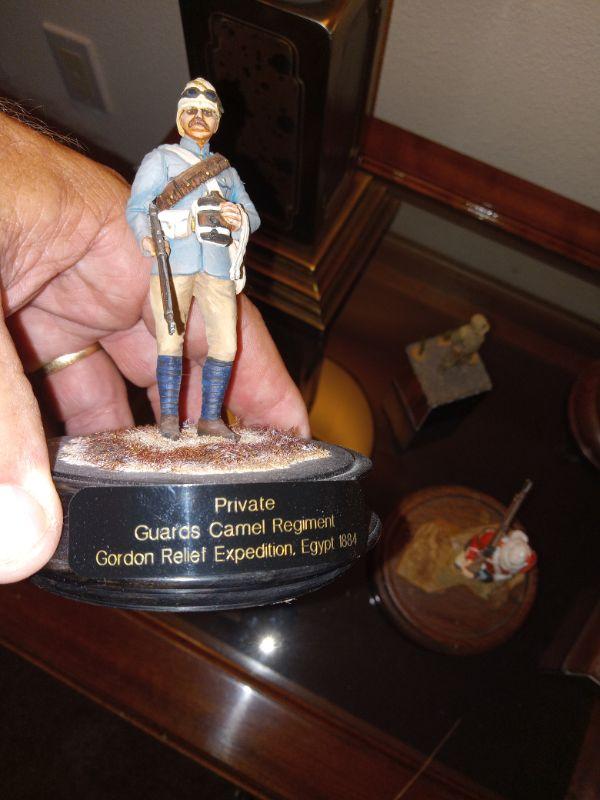 Private
Guards Camel Regiment
Gordon Relief Expedition, Egypt 1884